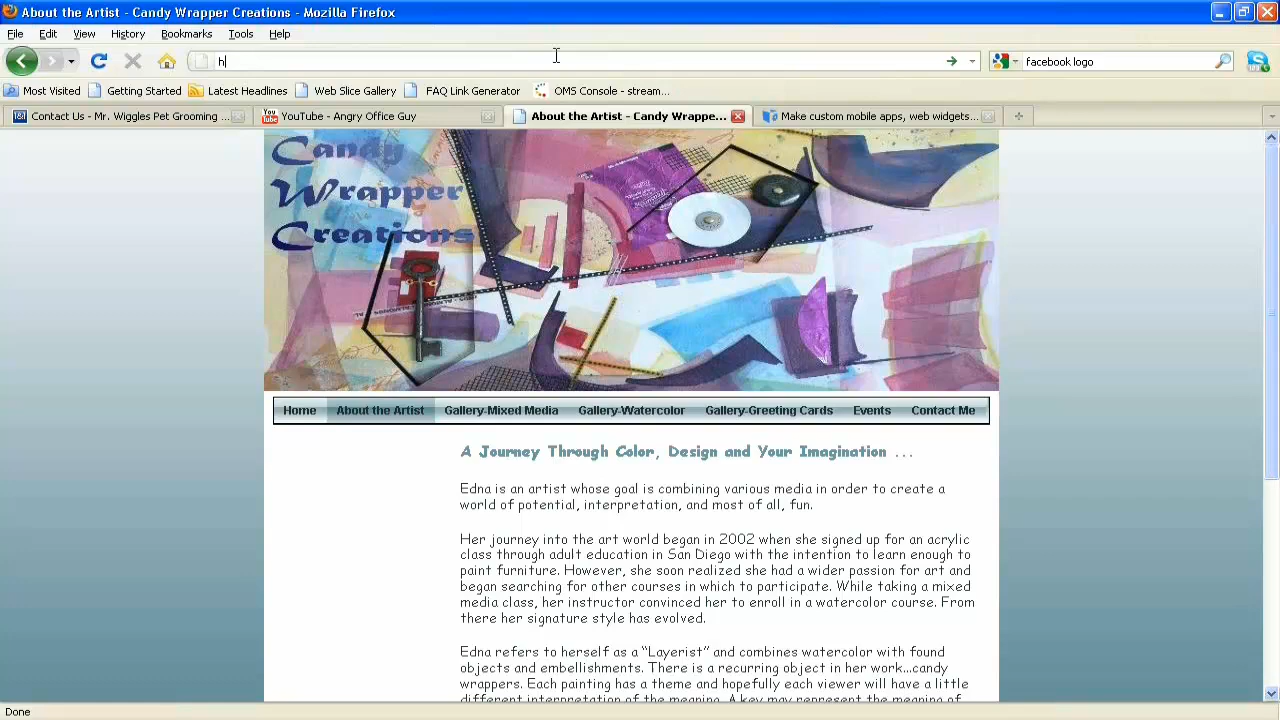 About the Artist - Candy Wrapper Creations - Mozilla Firefox
File Edit View History Bookmarks Tools Help
h
facebook logo
Most Visited Getting Started Latest Headlines Web Slice Gallery FAQ Link Generator OMS Console - stream...
Contact Us - Mr. Wiggles Pet Grooming ... YouTube - Angry Office Guy About the Artist - Candy Wrappe... Make custom mobile apps, web widgets...
Candy
Wrapper
Creations
Home About the Artist Gallery-Mixed Media Gallery-Watercolor Gallery-Greeting Cards Events Contact Me
A Journey Through Color, Design and Your Imagination ...
Edna is an artist whose goal is combining various media in order to create a
world of potential, interpretation, and most of all, fun.
Her journey into the art world began in 2002 when she signed up for an acrylic
class through adult education in San Diego with the intention to learn enough to
paint furniture. However, she soon realized she had a wider passion for art and
began searching for other courses in which to participate. While taking a mixed
media class, her instructor convinced her to enroll in a watercolor course. From
there her signature style has evolved.
Edna refers to herself as a “Layerist” and combines watercolor with found
objects and embellishments. There is a recurring object in her work...candy
wrappers. Each painting has a theme and hopefully each viewer will have a little
different interpretation of the meaning. A key may represent the meaning of
Done